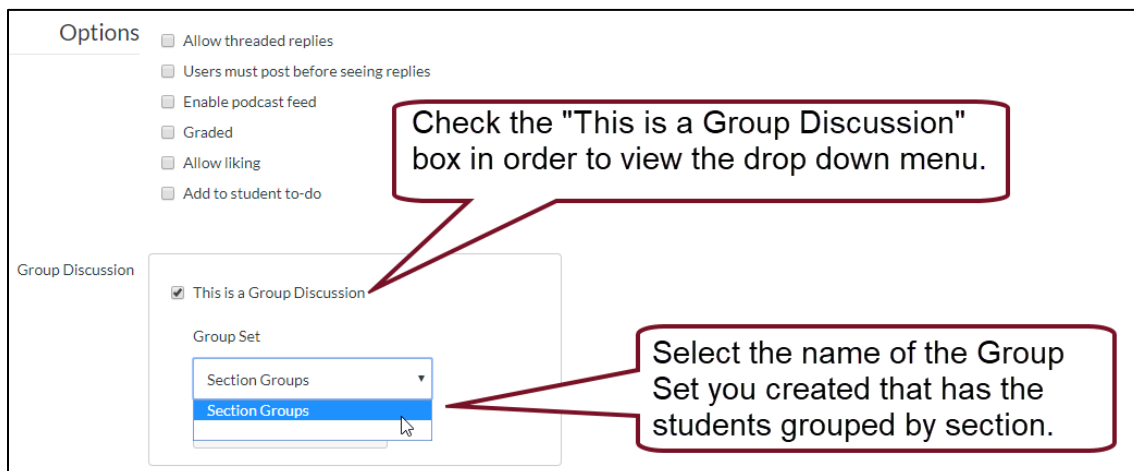 Options
Allow threaded replies
Users must post before seeing replies
Enable podcast feed
Graded
Allow liking
Add to student to-do
Check the "This is a Group Discussion"
box in order to view the drop down menu.
Group Discussion
This is a Group Discussion
Group Set
Section Groups
Section Groups
Select the name of the Group
Set you created that has the
students grouped by section.